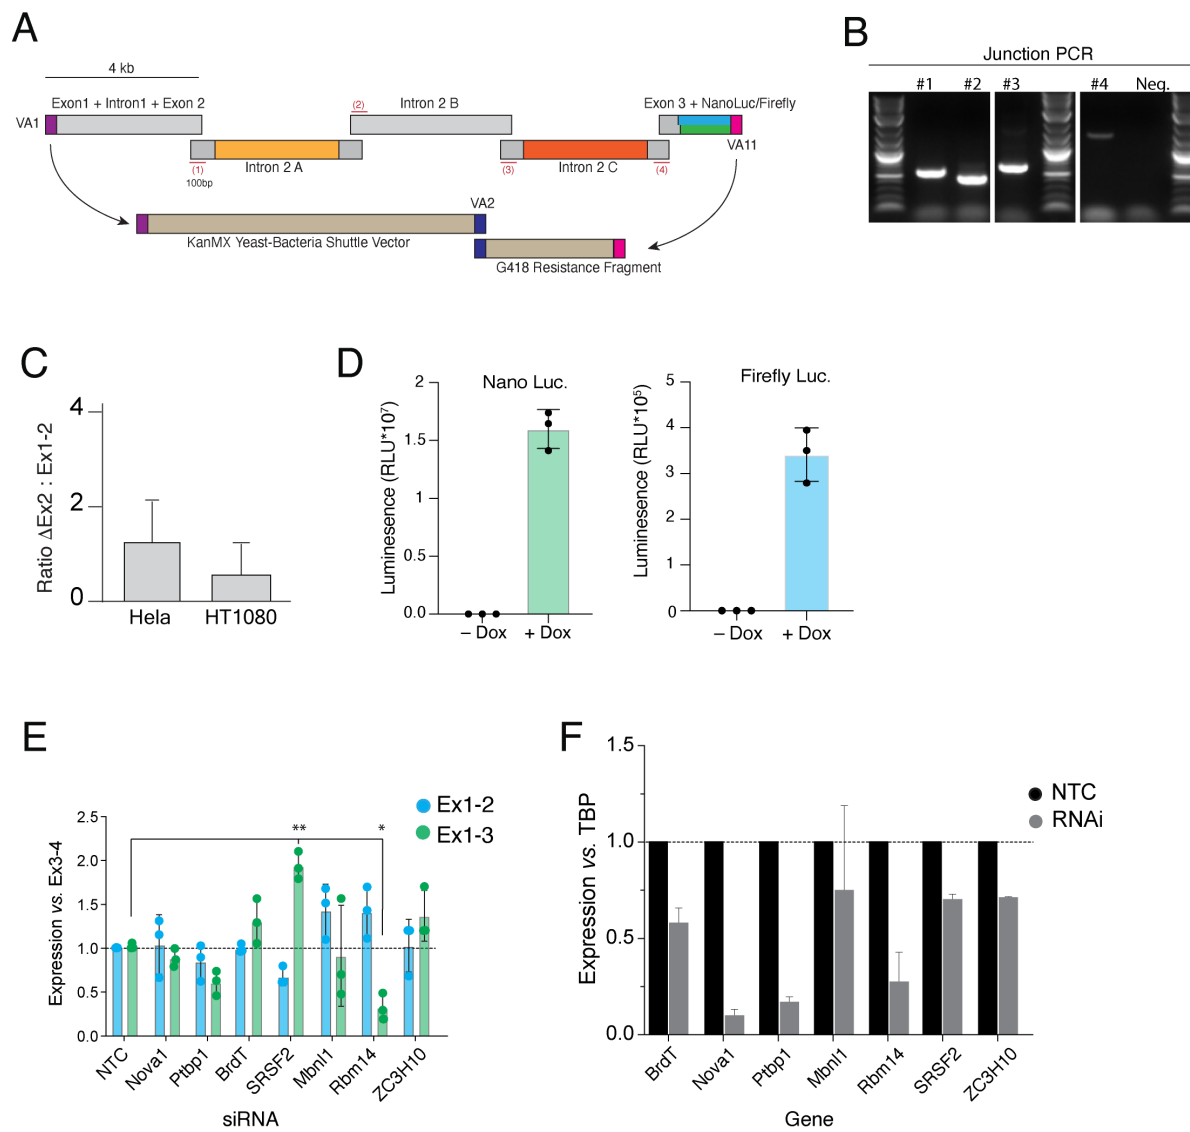 A
4 kb
Exon1 + Intron1 + Exon 2
(2)
Intron 2 B
Exon 3 + NanoLuc/Firefly
VA1
VA11
(1)
100bp
Intron 2 A
(3)
Intron 2 C
(4)
VA2
KanMX Yeast-Bacteria Shuttle Vector
G418 Resistance Fragment
B
Junction PCR
#1
#2
#3
#4
Neg.
C
Ratio ΔEx2 : Ex1-2
4
2
0
Hela
HT1080
D
Nano Luc.
Luminesence (RLU*10⁷)
2
1.5
1
0.5
0.0
– Dox
+ Dox
Firefly Luc.
Luminesence (RLU*10⁵)
5
4
3
2
1
0
– Dox
+ Dox
E
Ex1-2
Ex1-3
Expression vs. Ex3-4
2.5
2.0
1.5
1.0
0.5
0.0
**
*
NTC
Nova1
Ptbp1
BrdT
SRSF2
Mbnl1
Rbm14
ZC3H10
siRNA
F
NTC
RNAi
Expression vs. TBP
1.5
1.0
0.5
0.0
BrdT
Nova1
Ptbp1
Mbnl1
Rbm14
SRSF2
ZC3H10
Gene